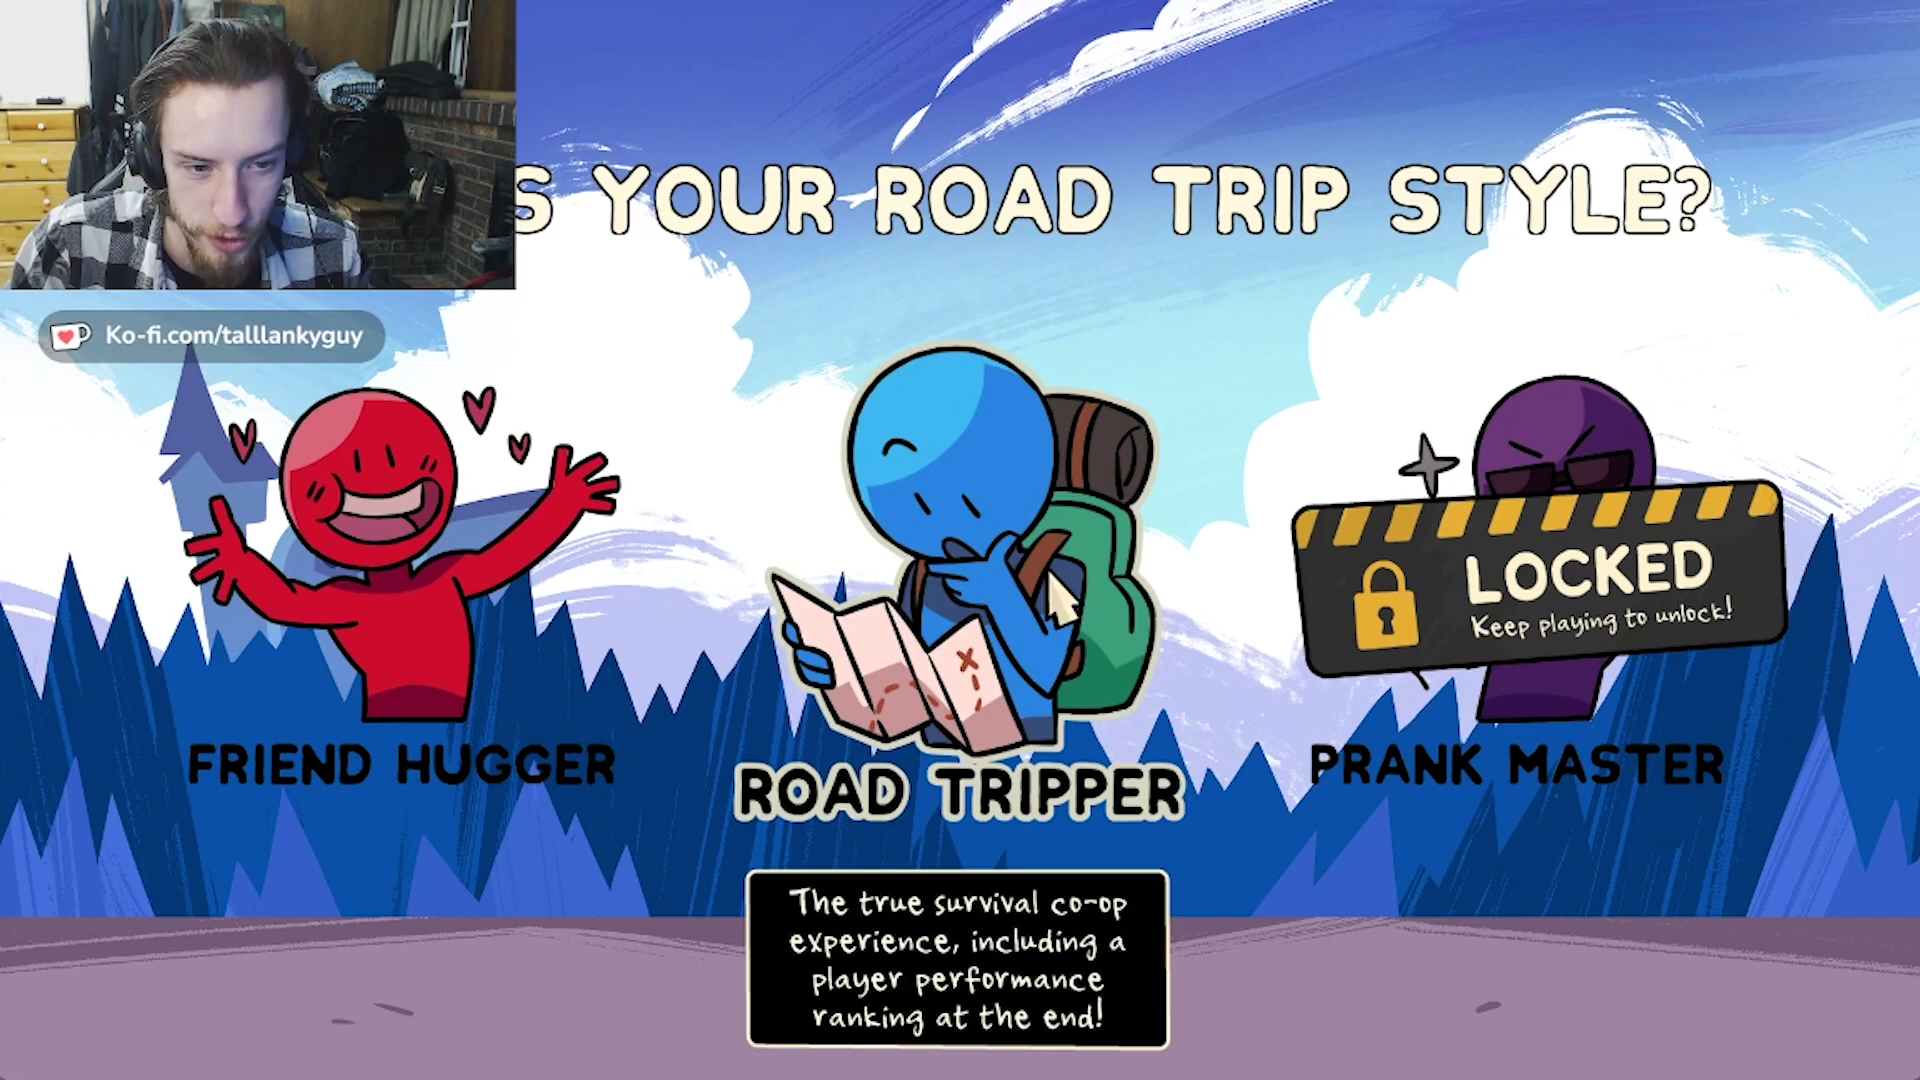 S YOUR ROAD TRIP STYLE?
Ko-fi.com/talllankyguy
LOCKED
Keep playing to unlock!
FRIEND HUGGER
ROAD TRIPPER
PRANK MASTER
The true survival co-op
experience, including a
player performance
ranking at the end!